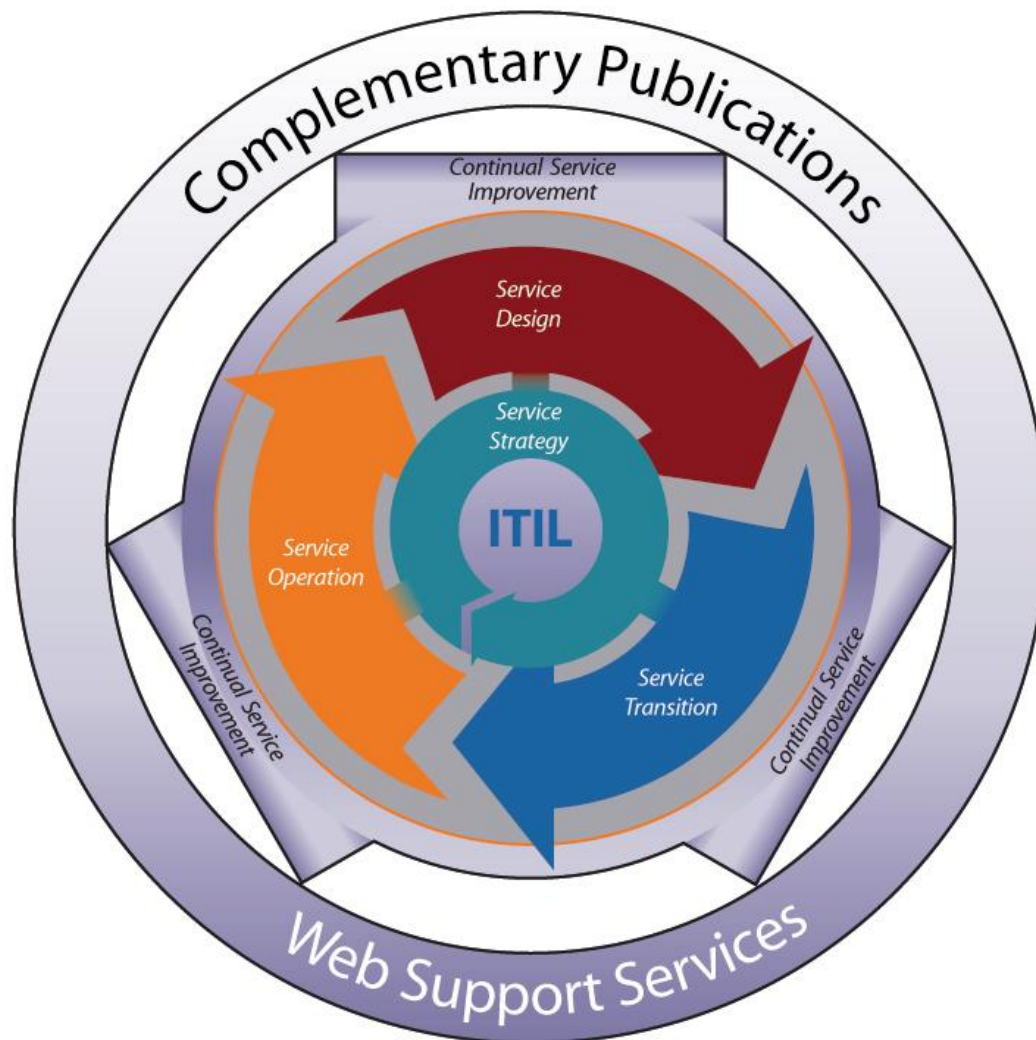 Complementary Publications
Continual Service
Improvement
Service
Design
Service
Strategy
ITIL
Service
Operation
Service
Transition
Continual Service
Improvement
Continual Service
Improvement
Web Support Services